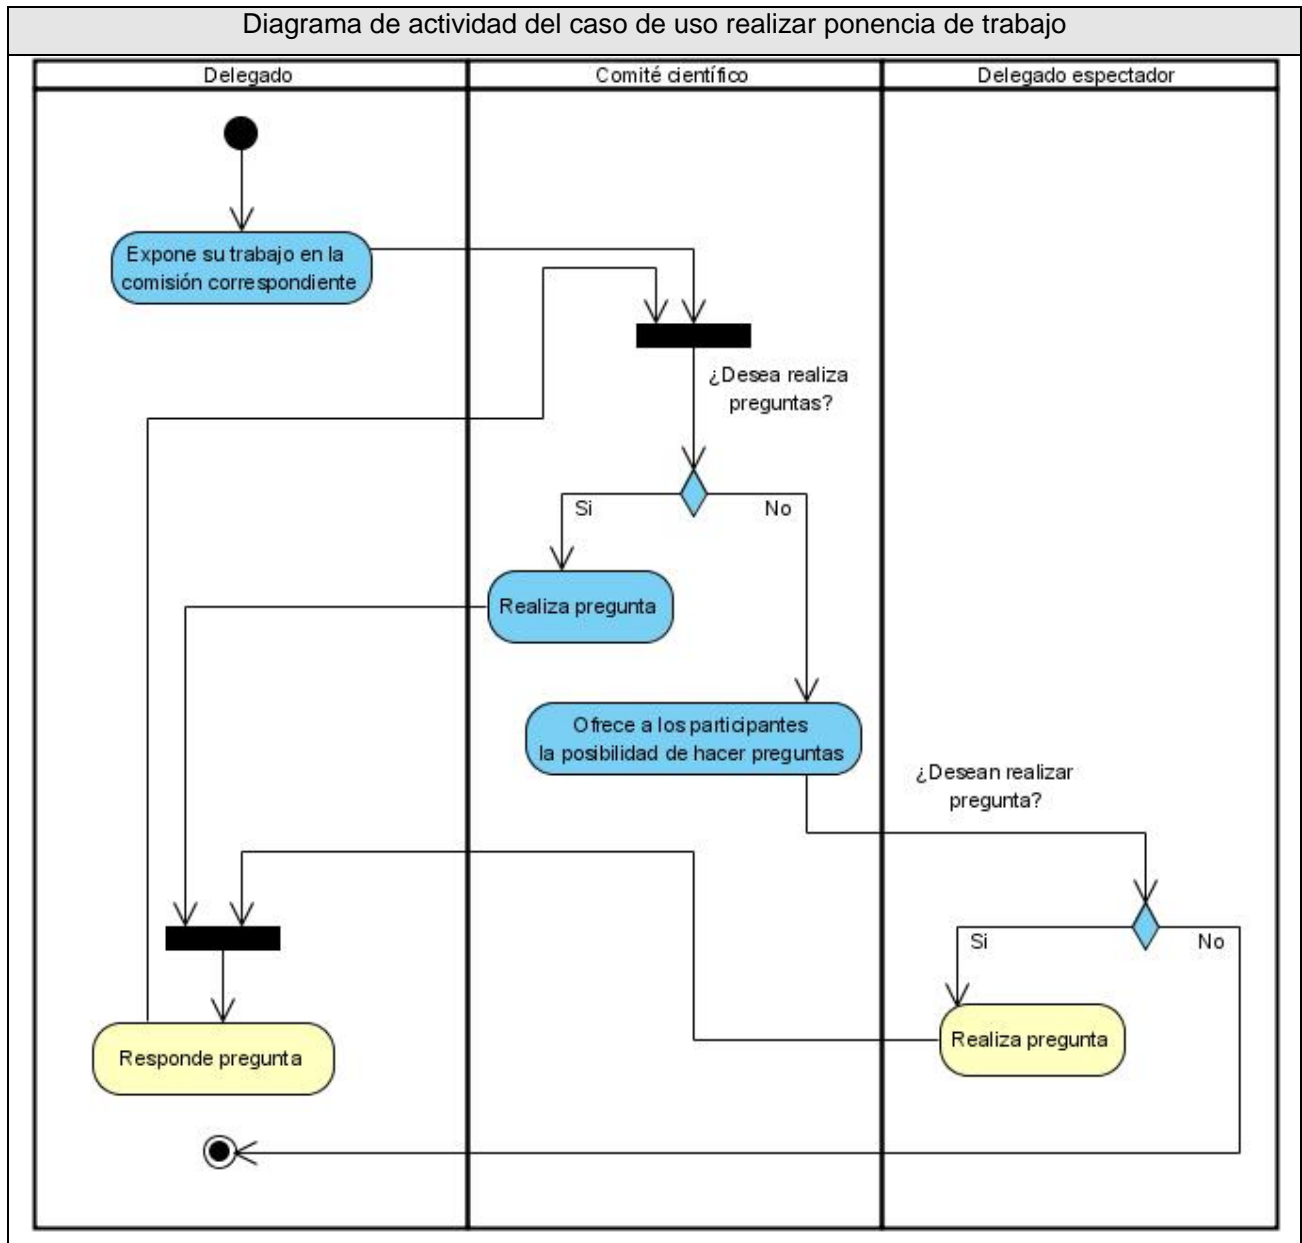 Diagrama de actividad del caso de uso realizar ponencia de trabajo
Delegado
Comité científico
Delegado espectador
Expone su trabajo en la
comisión correspondiente
¿Desea realiza
preguntas?
Si
No
Realiza pregunta
Ofrece a los participantes
la posibilidad de hacer preguntas
¿Desean realizar
pregunta?
Si
No
Realiza pregunta
Responde pregunta